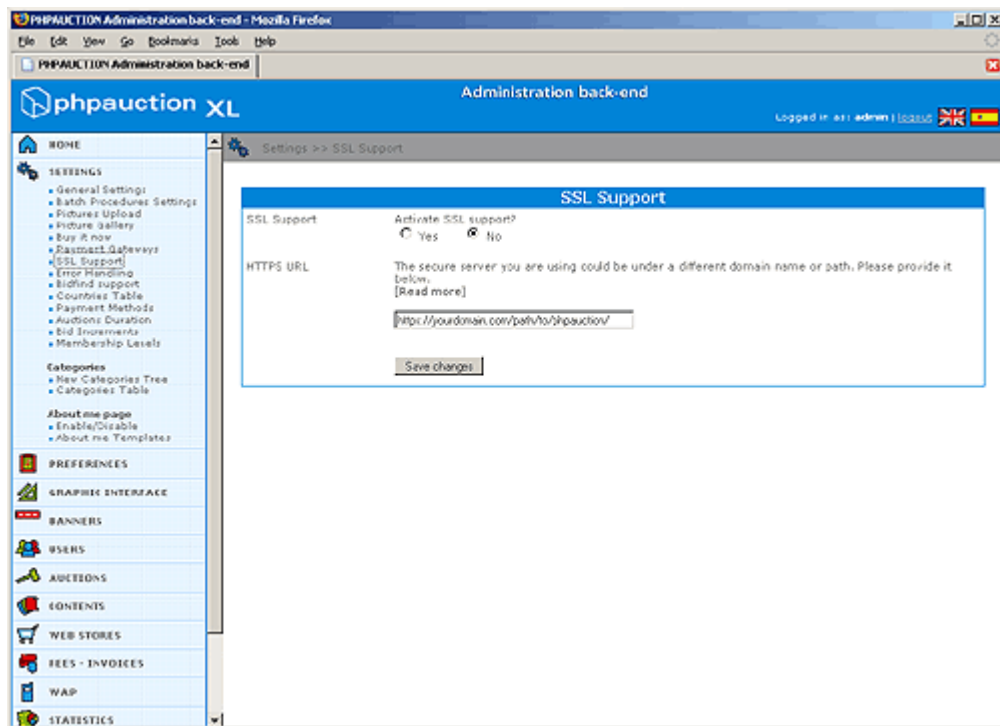 PHPAUCTION Administration back-end - Mozilla Firefox
File Edit View Go Bookmarks Tools Help
PHPAUCTION Administration back-end
phpauction XL
Administration back-end
Logged in as: admin | logout
HOME
SETTINGS
General Settings
Batch Procedures Settings
Pictures Upload
Picture Gallery
Buy it now
Payment Gateways
SSL Support
Error Handling
Bidfind support
Countries Table
Payment Methods
Auctions Duration
Bid Increments
Membership Levels
Categories
New Categories Tree
Categories Table
About me page
Enable/Disable
About me Templates
PREFERENCES
GRAPHIC INTERFACE
BANNERS
USERS
AUCTIONS
CONTENTS
WEB STORES
FEES - INVOICES
WAP
STATISTICS
Settings >> SSL Support
SSL Support
SSL Support
Activate SSL support?
Yes No
HTTPS URL
The secure server you are using could be under a different domain name or path. Please provide it
below.
[Read more]
https://yourdomain.com/path/to/phpauction/
Save changes